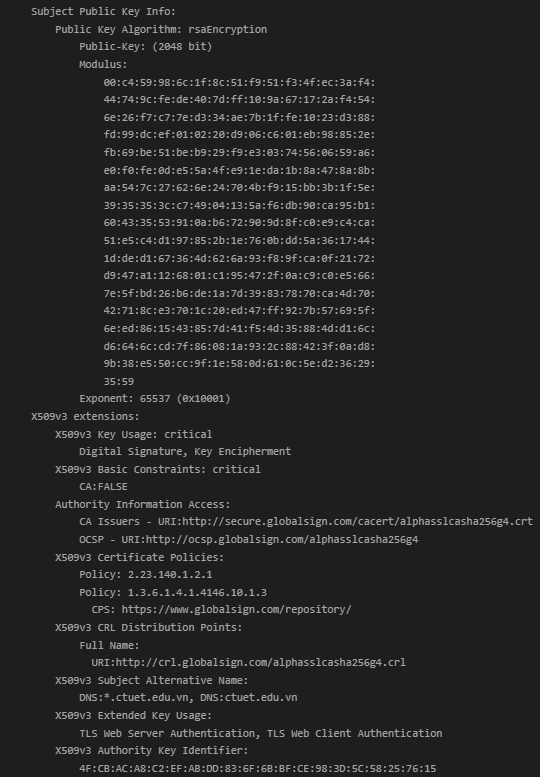 Subject Public Key Info:
Public Key Algorithm: rsaEncryption
Public-Key: (2048 bit)
Modulus:
00:c4:59:98:6c:1f:8c:51:f9:51:f3:4f:ec:3a:f4:
44:74:9c:fe:de:40:7d:ff:10:9a:67:17:2a:f4:54:
6e:26:f7:c7:7e:d3:34:ae:7b:1f:fe:10:23:d3:88:
fd:99:dc:ef:01:02:20:d9:06:c6:01:eb:98:85:2e:
fb:69:be:51:be:b9:29:f9:e3:03:74:56:06:59:a6:
e0:f0:fe:0d:e5:5a:4f:e9:1e:da:1b:8a:47:8a:8b:
aa:54:7c:27:62:6e:24:70:4b:f9:15:bb:3b:1f:5e:
39:35:35:3c:c7:49:04:13:5a:f6:db:90:ca:95:b1:
60:43:35:53:91:0a:b6:72:90:9d:8f:c0:e9:c4:ca:
51:e5:c4:d1:97:85:2b:1e:76:0b:dd:5a:36:17:44:
1d:de:d1:67:36:4d:62:6a:93:f8:9f:ca:0f:21:72:
d9:47:a1:12:68:01:c1:95:47:2f:0a:c9:c0:e5:66:
7e:5f:bd:26:b6:de:1a:7d:39:83:78:70:ca:4d:70:
42:71:8c:e3:70:1c:20:ed:47:ff:92:7b:57:69:5f:
6e:ed:86:15:43:85:7d:41:f5:4d:35:88:4d:d1:6c:
d6:64:6c:cd:7f:86:08:1a:93:2c:88:42:3f:0a:d8:
9b:38:e5:50:cc:9f:1e:58:0d:61:0c:5e:d2:36:29:
35:59
Exponent: 65537 (0x10001)
X509v3 extensions:
X509v3 Key Usage: critical
Digital Signature, Key Encipherment
X509v3 Basic Constraints: critical
CA:FALSE
Authority Information Access:
CA Issuers - URI:http://secure.globalsign.com/cacert/alphasslcasha256g4.crt
OCSP - URI:http://ocsp.globalsign.com/alphasslcasha256g4
X509v3 Certificate Policies:
Policy: 2.23.140.1.2.1
Policy: 1.3.6.1.4.1.4146.10.1.3
CPS: https://www.globalsign.com/repository/
X509v3 CRL Distribution Points:
Full Name:
URI:http://crl.globalsign.com/alphasslcasha256g4.crl
X509v3 Subject Alternative Name:
DNS:*.ctuet.edu.vn, DNS:ctuet.edu.vn
X509v3 Extended Key Usage:
TLS Web Server Authentication, TLS Web Client Authentication
X509v3 Authority Key Identifier:
4F:CB:AC:A8:C2:EF:AB:DD:83:6F:6B:BF:CE:98:3D:5C:58:25:76:15